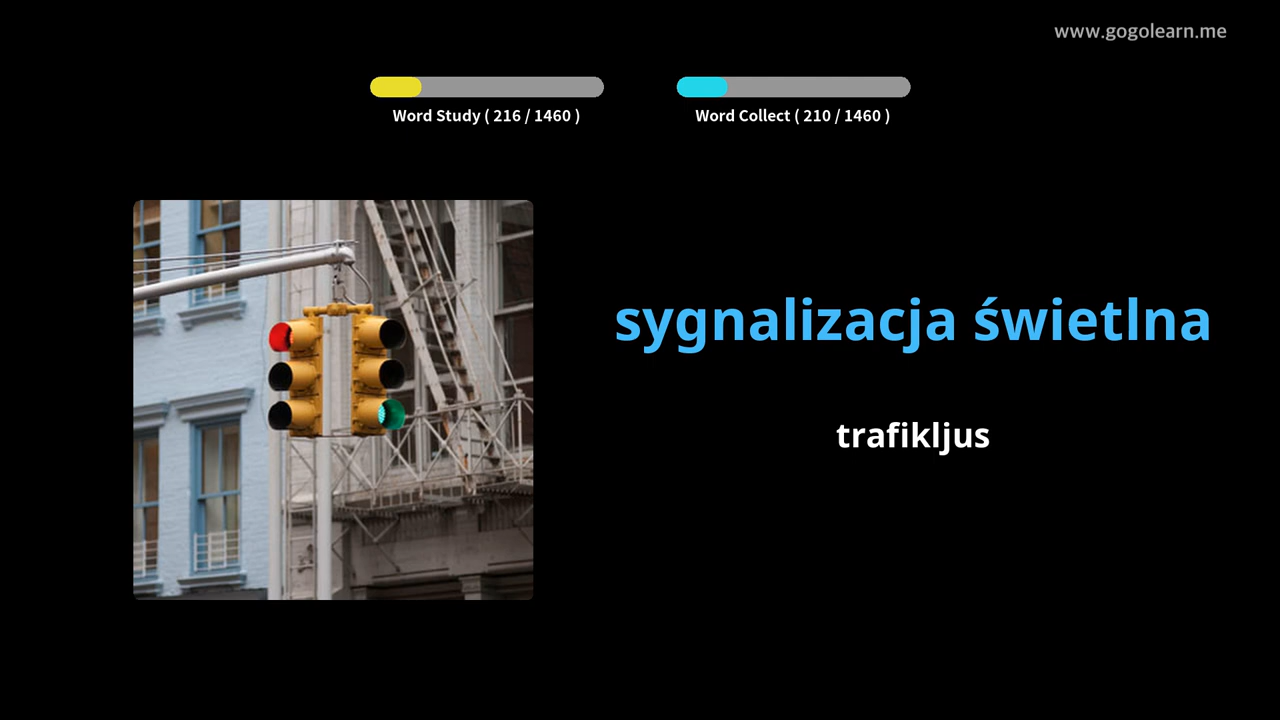 www.gogolearn.me
Word Study ( 216 / 1460 )
Word Collect ( 210 / 1460 )
sygnalizacja świetlna
trafikljus